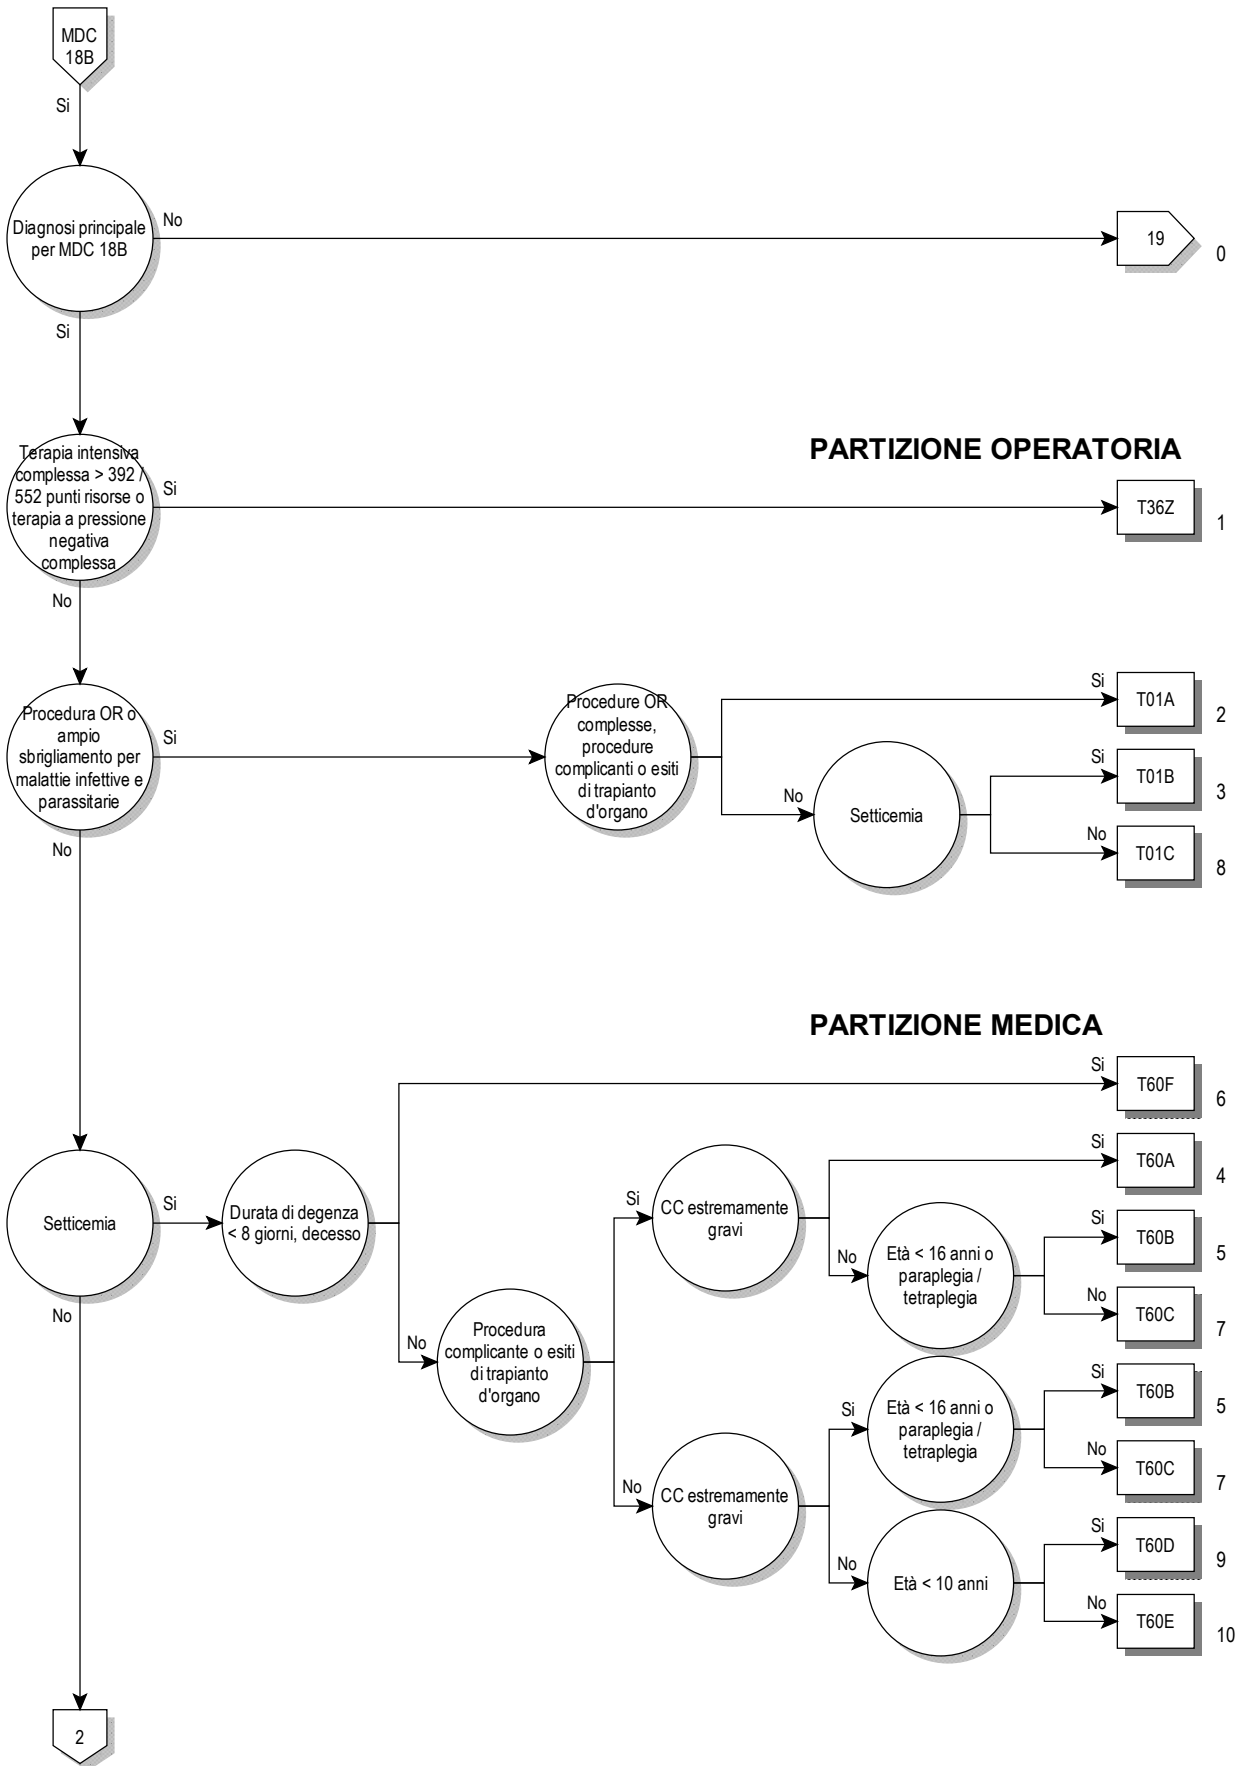 MDC
18B
Si
Diagnosi principale
per MDC 18B
No
19
0
Si
PARTIZIONE OPERATORIA
Terapia intensiva
complessa > 392 /
552 punti risorse o
terapia a pressione
negativa
complessa
Si
T36Z
1
No
Procedura OR o
ampio
sbrigliamento per
malattie infettive e
parassitarie
Si
Procedure OR
complesse,
procedure
complicanti o esiti
di trapianto
d'organo
Si
T01A
2
No
Setticemia
Si
T01B
3
No
T01C
8
No
PARTIZIONE MEDICA
Si
T60F
6
Setticemia
Si
Durata di degenza
< 8 giorni, decesso
No
Procedura
complicante o esiti
di trapianto
d'organo
Si
CC estremamente
gravi
Si
T60A
4
No
Età < 16 anni o
paraplegia /
tetraplegia
Si
T60B
5
No
T60C
7
No
CC estremamente
gravi
Si
Età < 16 anni o
paraplegia /
tetraplegia
Si
T60B
5
No
T60C
7
No
Età < 10 anni
Si
T60D
9
No
T60E
10
No
2